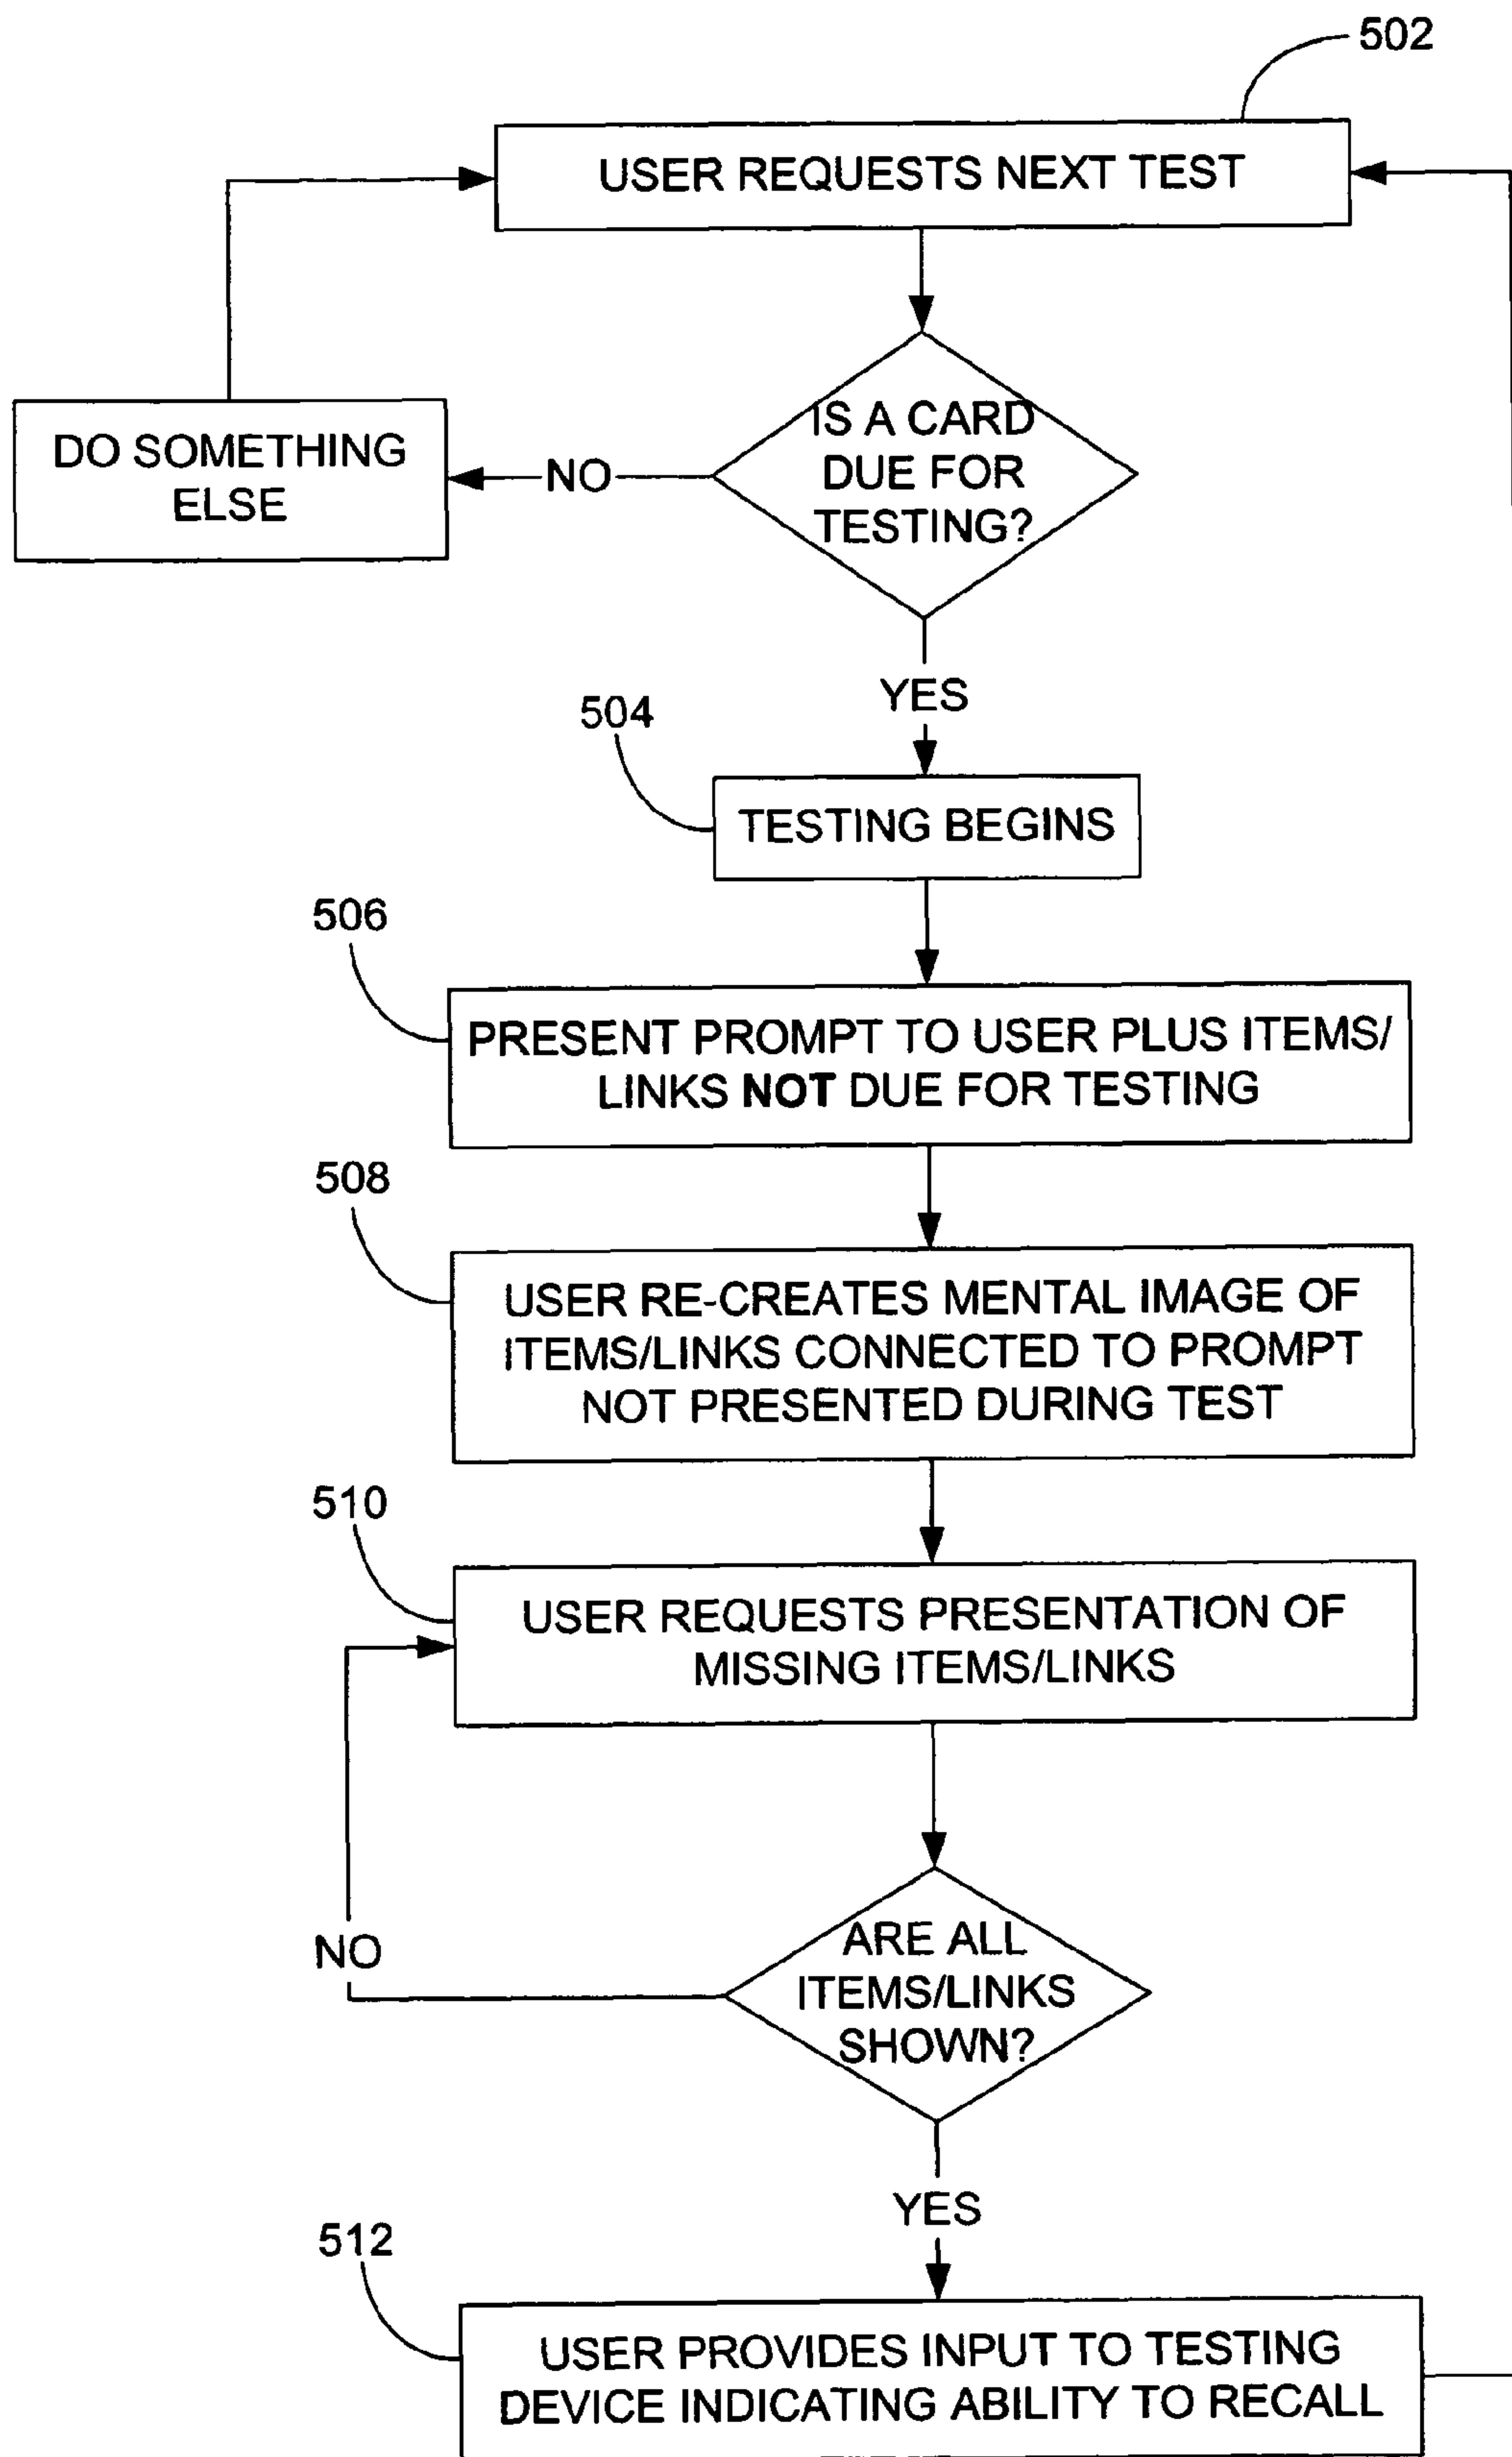 502
USER REQUESTS NEXT TEST
IS A CARD
DUE FOR
TESTING?
NO
DO SOMETHING
ELSE
YES
504
TESTING BEGINS
506
PRESENT PROMPT TO USER PLUS ITEMS/
LINKS NOT DUE FOR TESTING
508
USER RE-CREATES MENTAL IMAGE OF
ITEMS/LINKS CONNECTED TO PROMPT
NOT PRESENTED DURING TEST
510
USER REQUESTS PRESENTATION OF
MISSING ITEMS/LINKS
ARE ALL
ITEMS/LINKS
SHOWN?
NO
YES
512
USER PROVIDES INPUT TO TESTING
DEVICE INDICATING ABILITY TO RECALL